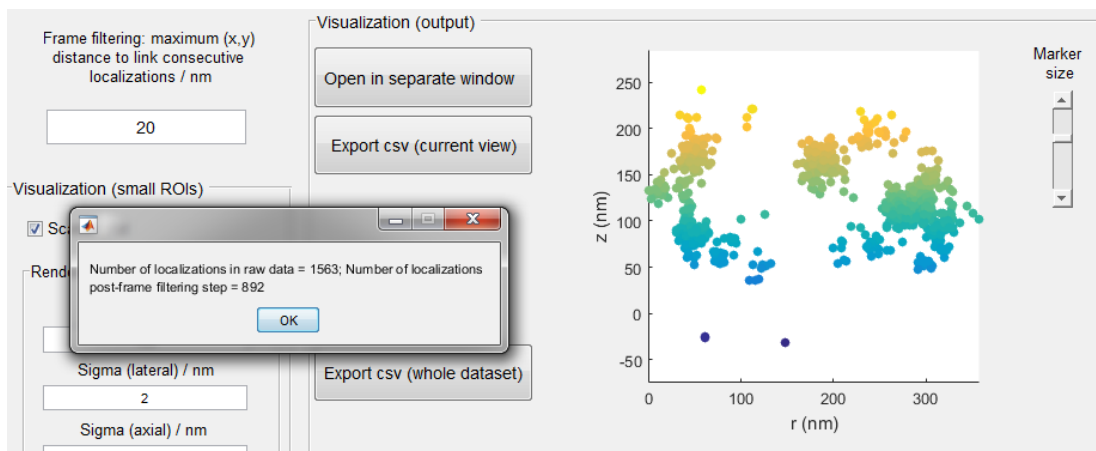 Frame filtering: maximum (x,y)
distance to link consecutive
localizations / nm
20
Visualization (small ROIs)
Sigma (lateral) / nm
2
Sigma (axial) / nm
Visualization (output)
Open in separate window
Export csv (current view)
Export csv (whole dataset)
Number of localizations in raw data = 1563; Number of localizations
post-frame filtering step = 892
OK
z (nm)
250
200
150
100
50
0
-50
0
100
200
300
r (nm)
Marker
size